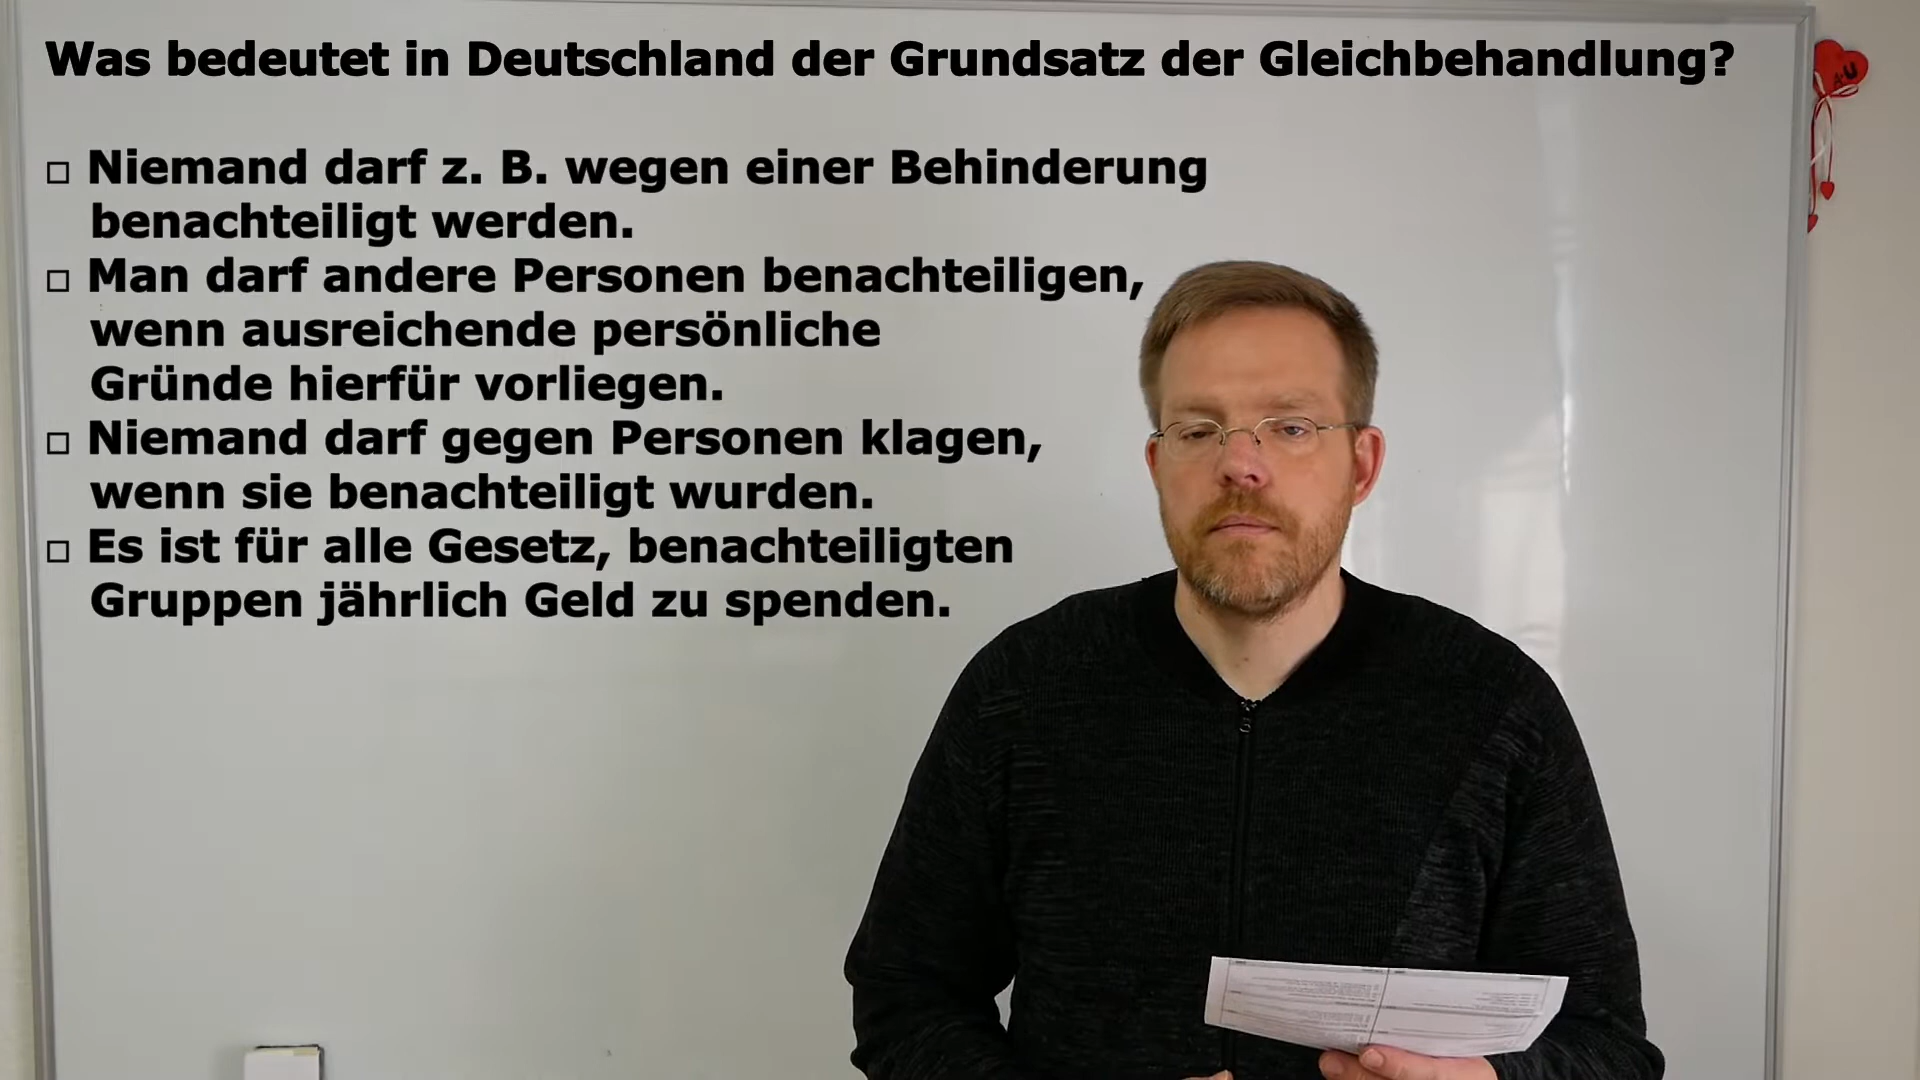 Was bedeutet in Deutschland der Grundsatz der Gleichbehandlung?
□ Niemand darf z. B. wegen einer Behinderung
benachteiligt werden.
□ Man darf andere Personen benachteiligen,
wenn ausreichende persönliche
Gründe hierfür vorliegen.
□ Niemand darf gegen Personen klagen,
wenn sie benachteiligt wurden.
□ Es ist für alle Gesetz, benachteiligten
Gruppen jährlich Geld zu spenden.